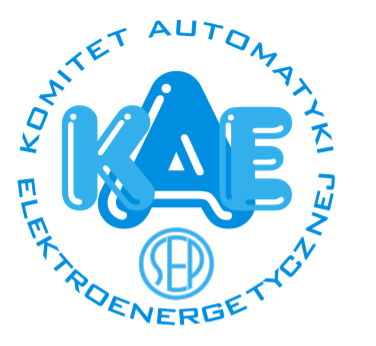 KOMITET AUTOMATYKI
KAE
SEP
ELEKTROENERGETYCZNEJ